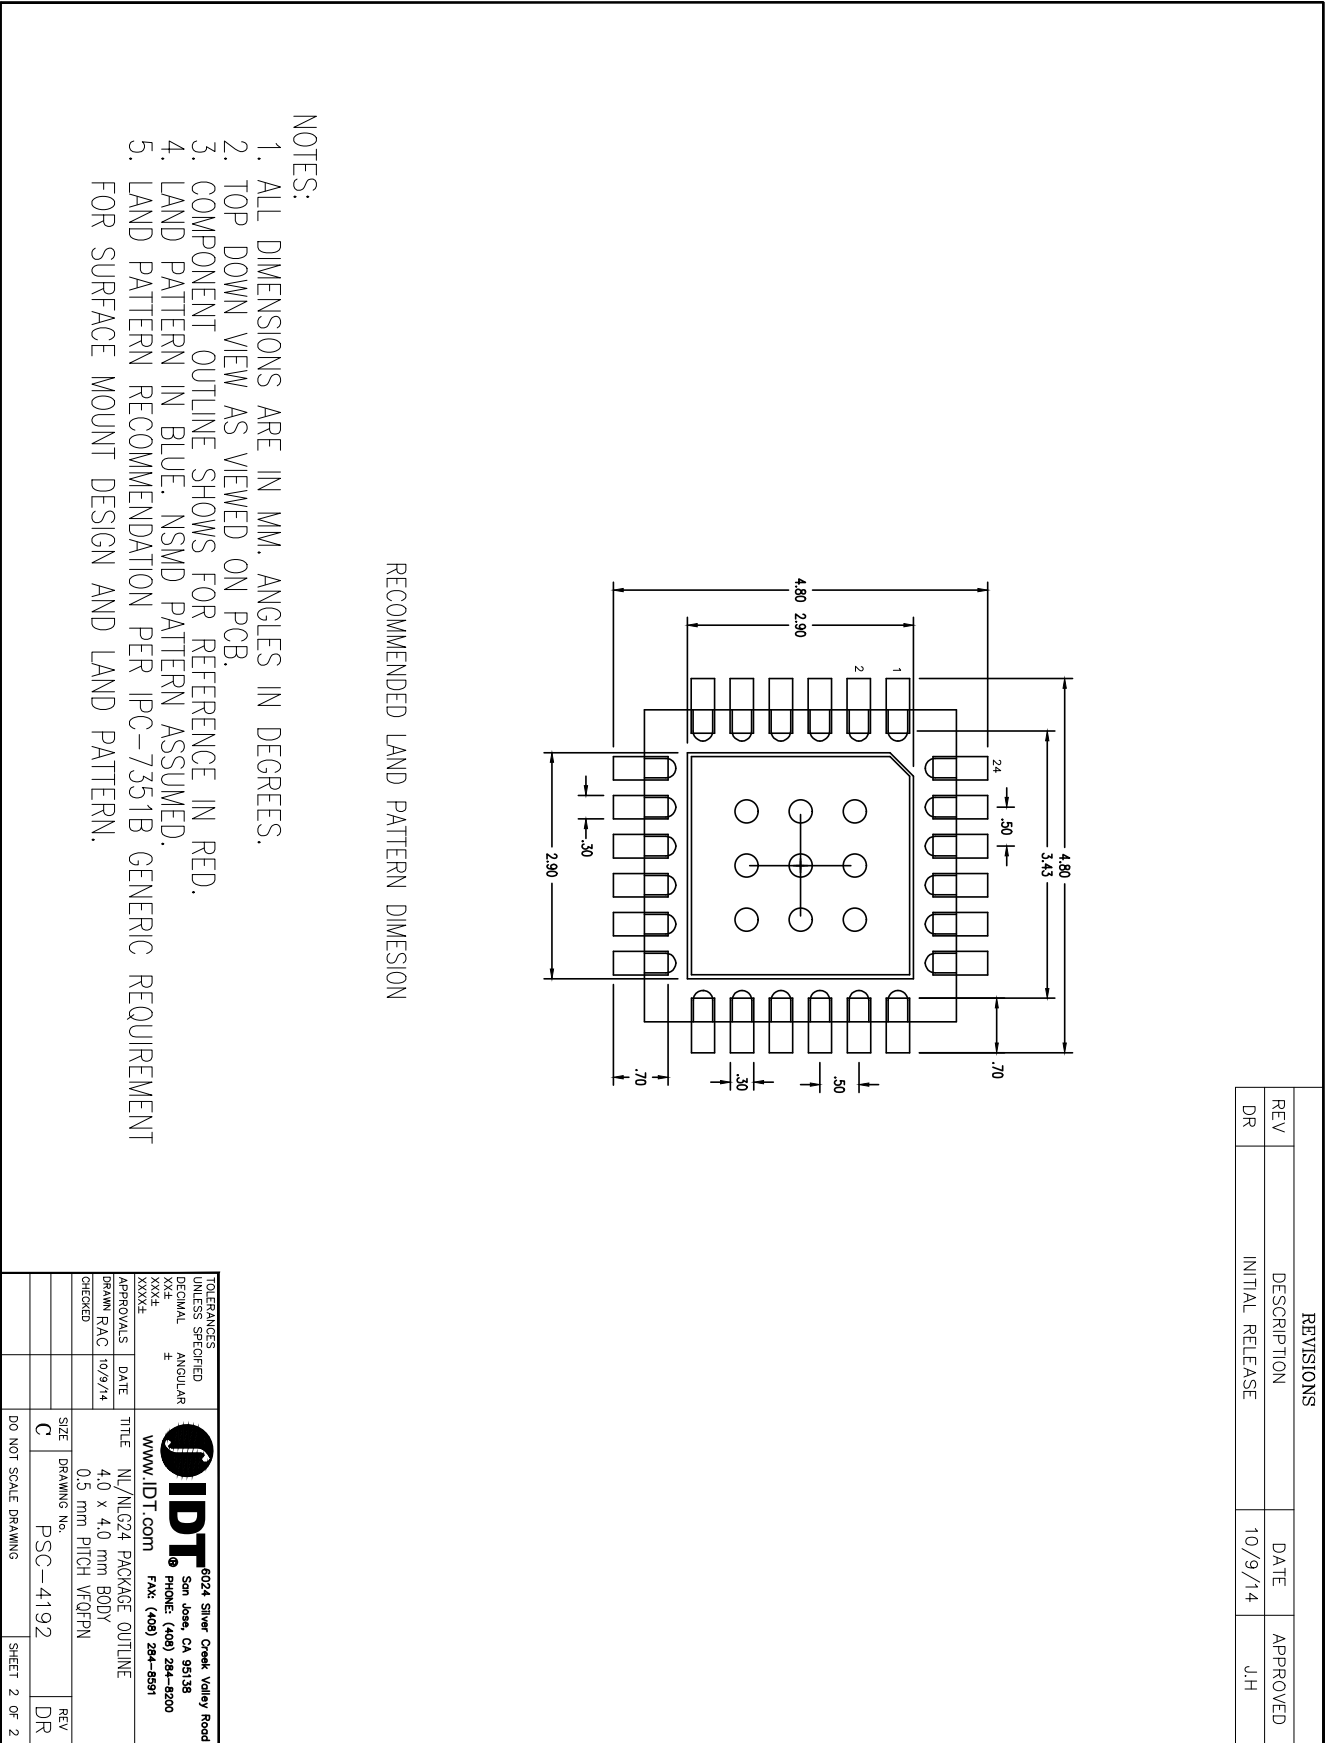 REVISIONS
REV DESCRIPTION DATE APPROVED
DR INITIAL RELEASE 10/9/14 J.H
4.80
3.43
.70
24
.50
1
2
4.80
2.90
.50
.30
.70
.30
2.90
RECOMMENDED LAND PATTERN DIMESION
NOTES:
1. ALL DIMENSIONS ARE IN MM. ANGLES IN DEGREES.
2. TOP DOWN VIEW AS VIEWED ON PCB.
3. COMPONENT OUTLINE SHOWS FOR REFERENCE IN RED.
4. LAND PATTERN IN BLUE. NSMD PATTERN ASSUMED.
5. LAND PATTERN RECOMMENDATION PER IPC-7351B GENERIC REQUIREMENT
FOR SURFACE MOUNT DESIGN AND LAND PATTERN.
TOLERANCES
UNLESS SPECIFIED
DECIMAL ANGULAR
XX± ±
XXX±
XXXX±
IDT®
www.IDT.com
6024 Silver Creek Valley Road
San Jose, CA 95138
PHONE: (408) 284-8200
FAX: (408) 284-8591
APPROVALS DATE
DRAWN RAC 10/9/14
CHECKED
TITLE NL/NLG24 PACKAGE OUTLINE
4.0 x 4.0 mm BODY
0.5 mm PITCH VFQFPN
SIZE DRAWING No. REV
C PSC-4192 DR
DO NOT SCALE DRAWING SHEET 2 OF 2